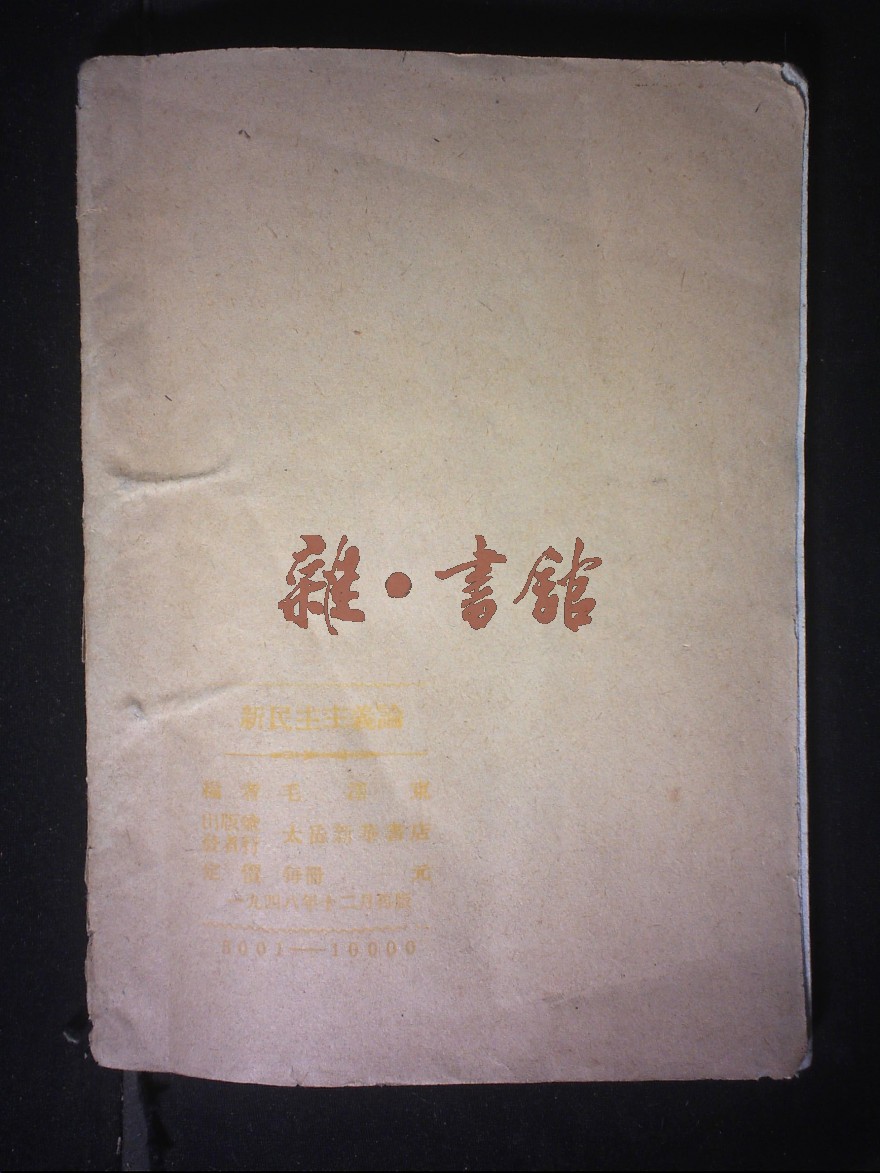 雜·書館
新民主主義論
編著 毛澤東
出版兼
發行者 太岳新華書店
定價 每冊 元
一九四八年十二月再版
5001—10000